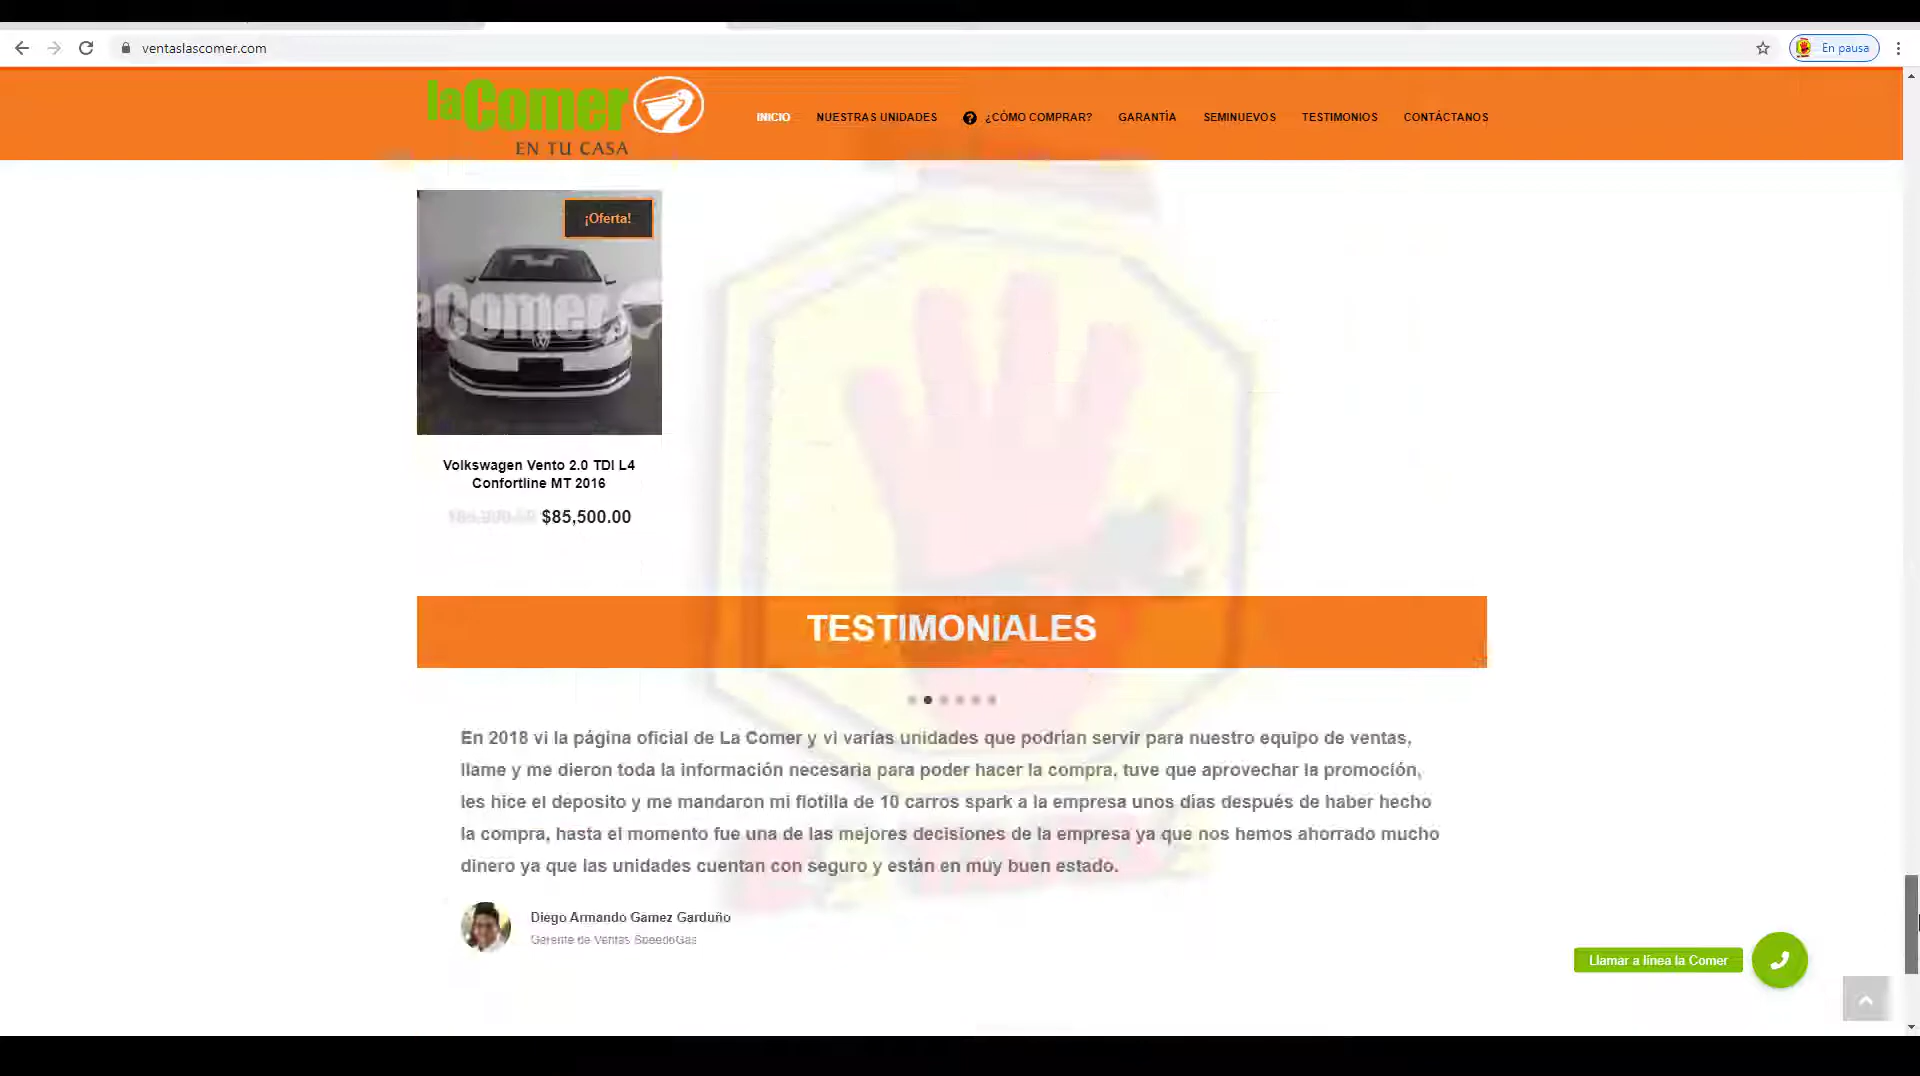 ventaslascomer.com
En pausa
laComer
EN TU CASA
INICIO
NUESTRAS UNIDADES
¿CÓMO COMPRAR?
GARANTÍA
SEMINUEVOS
TESTIMONIOS
CONTÁCTANOS
¡Oferta!
laComer
Volkswagen Vento 2.0 TDI L4
Confortline MT 2016
$85,500.00
TESTIMONIALES
En 2018 vi la página oficial de La Comer y vi varias unidades que podrían servir para nuestro equipo de ventas,
llame y me dieron toda la información necesaria para poder hacer la compra, tuve que aprovechar la promoción,
les hice el deposito y me mandaron mi flotilla de 10 carros spark a la empresa unos días después de haber hecho
la compra, hasta el momento fue una de las mejores decisiones de la empresa ya que nos hemos ahorrado mucho
dinero ya que las unidades cuentan con seguro y están en muy buen estado.
Diego Armando Gamez Garduño
Gerente de Ventas SpeedoGas
Llamar a línea la Comer